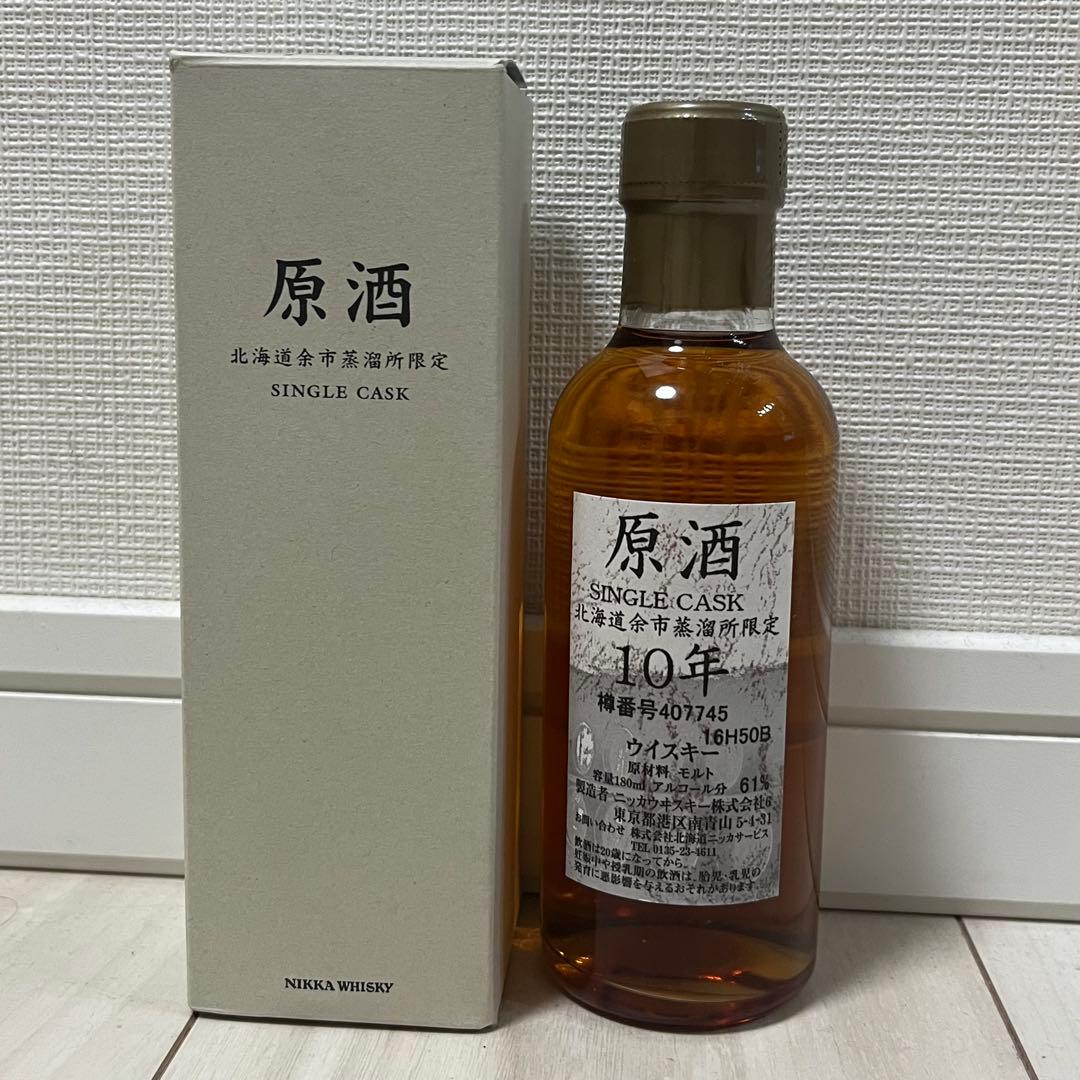 原酒
北海道余市蒸溜所限定
SINGLE CASK
NIKKA WHISKY
原酒
SINGLE CASK
北海道余市蒸溜所限定
10年
樽番号407745
16H50B
ウイスキー
原材料 モルト
容量180ml アルコール分 61%
製造者 ニッカウヰスキー株式会社6
東京都港区南青山 5-4-31
お問い合わせ 株式会社北海道ニッカサービス
TEL 0135-23-4611
飲酒は20歳になってから。
妊娠中や授乳期の飲酒は、胎児・乳児の
発育に悪影響を与えるおそれがあります。